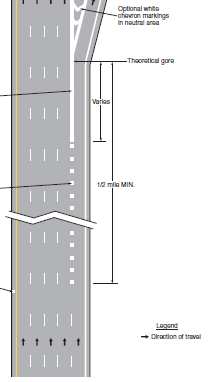 Optional white
chevron markings
in neutral area
Theoretical gore
Varies
1/2 mile MIN.
Legend
Direction of travel